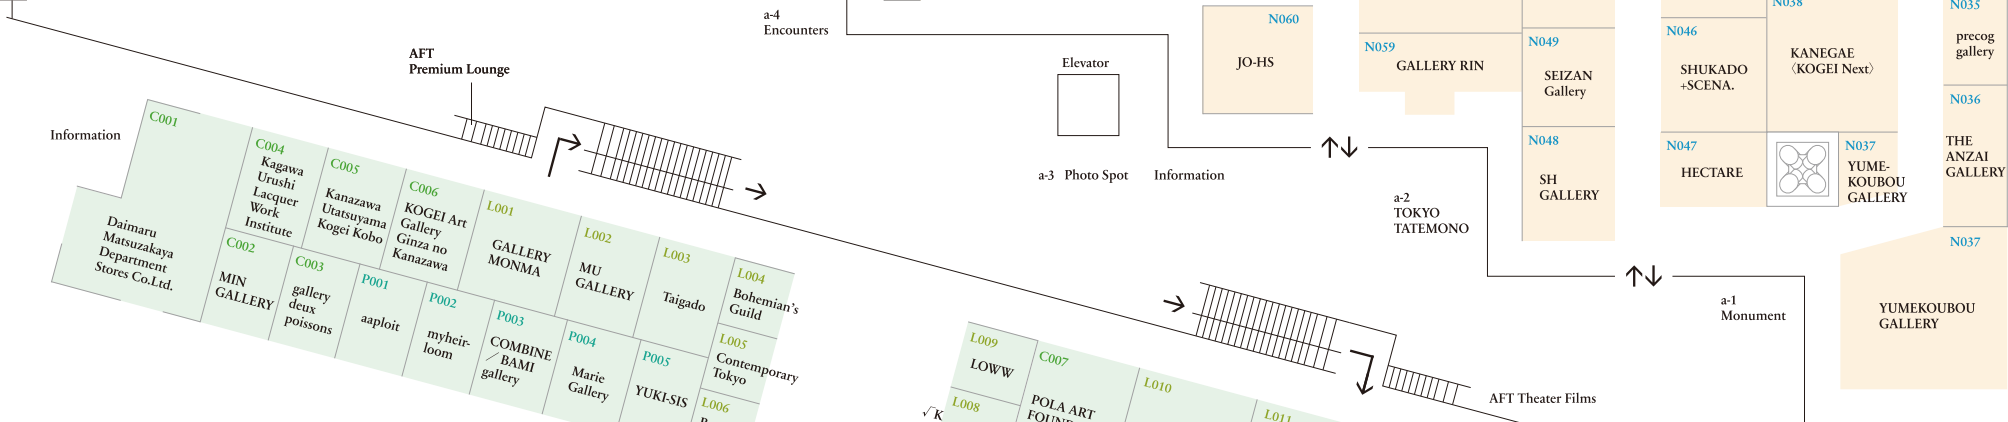 a-4
Encounters
AFT
Premium Lounge
Elevator
N060
JO-HS
N059
GALLERY RIN
N049
SEIZAN
Gallery
N046
SHUKADO
+SCENA.
N038
KANEGAE
〈KOGEI Next〉
N035
precog
gallery
N036
THE
ANZAI
GALLERY
N048
SH
GALLERY
N047
HECTARE
N037
YUME-
KOUBOU
GALLERY
N037
YUMEKOUBOU
GALLERY
Information
C001
Daimaru
Matsuzakaya
Department
Stores Co.Ltd.
C004
Kagawa
Urushi
Lacquer
Work
Institute
C005
Kanazawa
Utatsuyama
Kogei Kobo
C006
KOGEI Art
Gallery
Ginza no
Kanazawa
L001
GALLERY
MONMA
L002
MU
GALLERY
L003
Taigado
L004
Bohemian's
Guild
C002
MIN
GALLERY
C003
gallery
deux
poissons
P001
aaploit
P002
myheir-
loom
P003
COMBINE
／BAMI
gallery
P004
Marie
Gallery
P005
YUKI-SIS
L005
Contemporary
Tokyo
L006
a-3 Photo Spot
Information
a-2
TOKYO
TATEMONO
a-1
Monument
L009
LOWW
C007
POLA ART
FOUN
L010
L011
L008
√K
AFT Theater Films